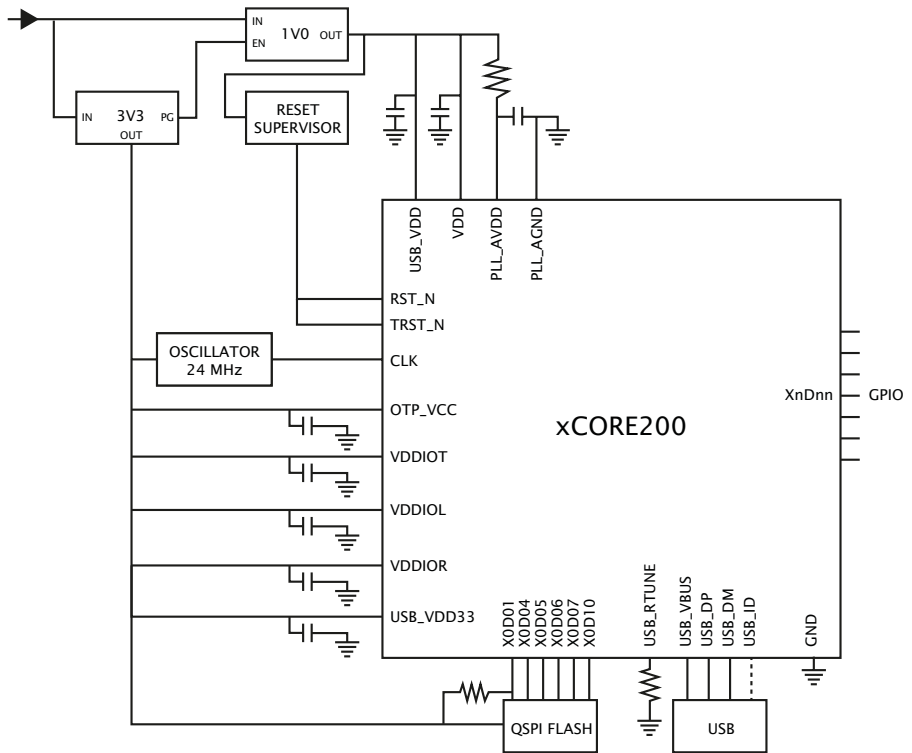 IN
EN
1V0
OUT
IN
3V3
PG
OUT
RESET
SUPERVISOR
USB_VDD
VDD
PLL_AVDD
PLL_AGND
RST_N
TRST_N
OSCILLATOR
24 MHz
CLK
OTP_VCC
VDDIOT
VDDIOL
VDDIOR
USB_VDD33
xCORE200
XnDnn
GPIO
X0D01
X0D04
X0D05
X0D06
X0D07
X0D10
USB_RTUNE
USB_VBUS
USB_DP
USB_DM
USB_ID
GND
QSPI FLASH
USB